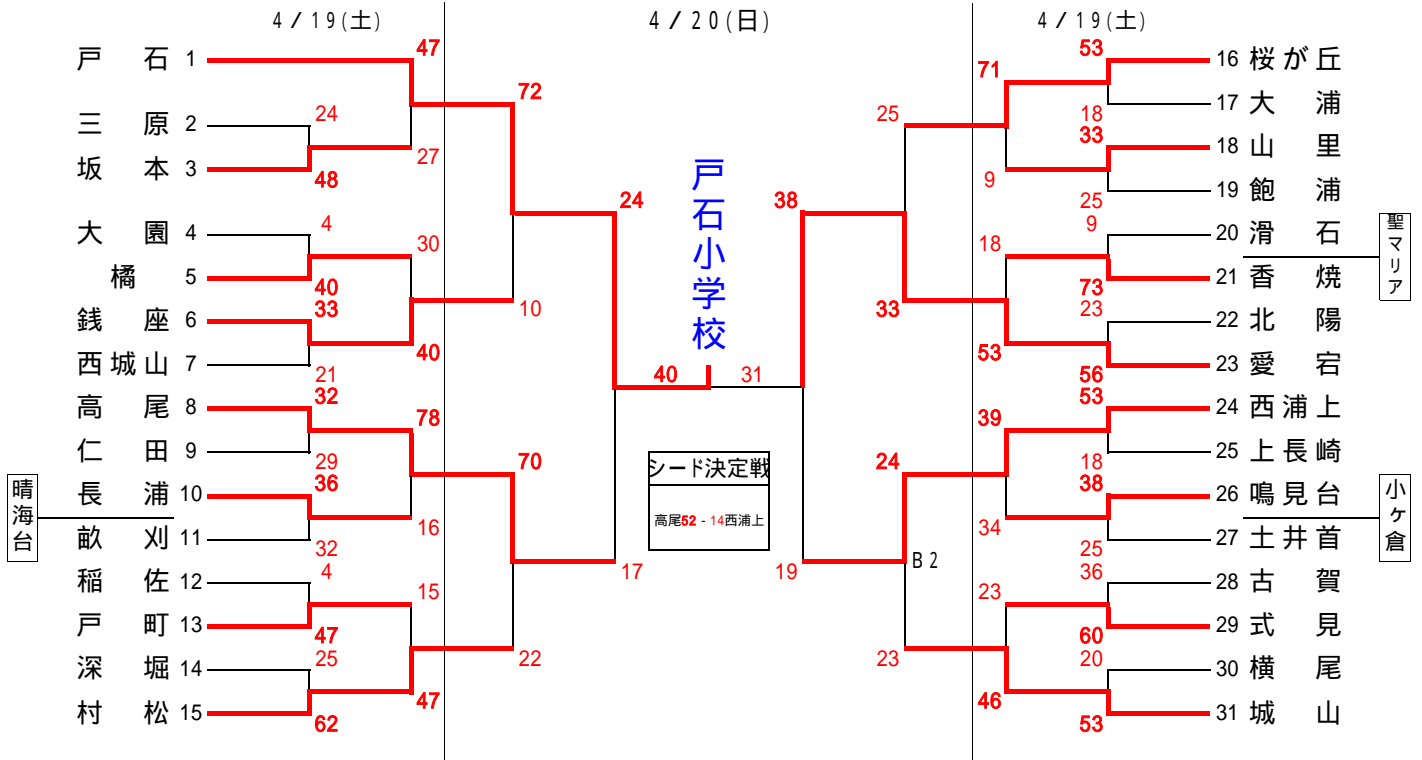 4/19(土)
4/20(日)
4/19(土)
戸石 1
三原 2
坂本 3
大園 4
橘 5
銭座 6
西城山 7
高尾 8
仁田 9
長浦 10
畝刈 11
稲佐 12
戸町 13
深堀 14
村松 15
晴海台
47
24
27
48
4
30
40
33
40
21
32
78
29
36
16
32
4
15
47
25
47
62
72
10
70
22
24
17
戸石小学校
40
31
シード決定戦
高尾52 - 14西浦上
38
19
25
33
24
B2
23
71
9
18
53
39
34
23
46
53
18
33
25
9
73
23
56
53
18
38
25
36
60
20
53
16 桜が丘
17 大浦
18 山里
19 飽浦
20 滑石
21 香焼
22 北陽
23 愛宕
24 西浦上
25 上長崎
26 鳴見台
27 土井首
28 古賀
29 式見
30 横尾
31 城山
聖マリア
小ヶ倉